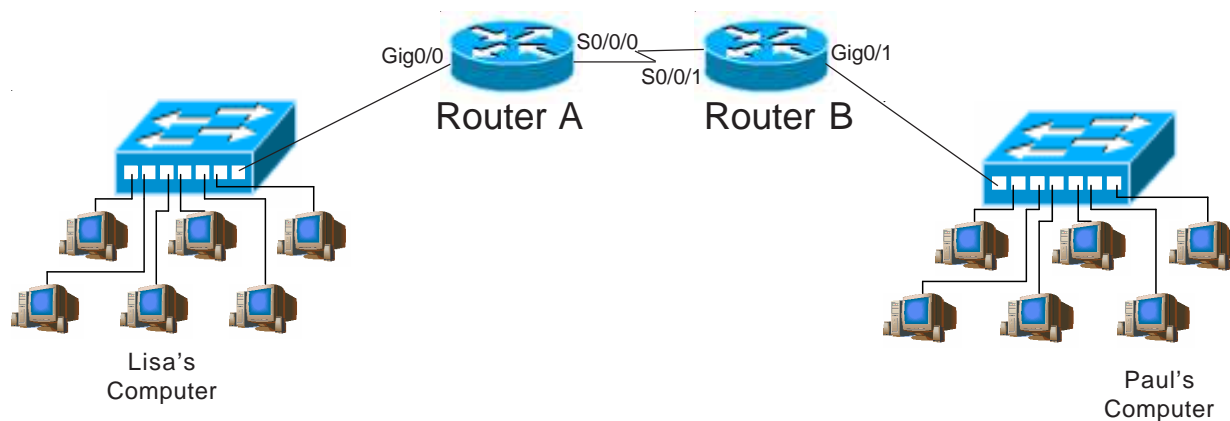 Gig0/0
S0/0/0
S0/0/1
Gig0/1
Router A
Router B
Lisa's
Computer
Paul's
Computer